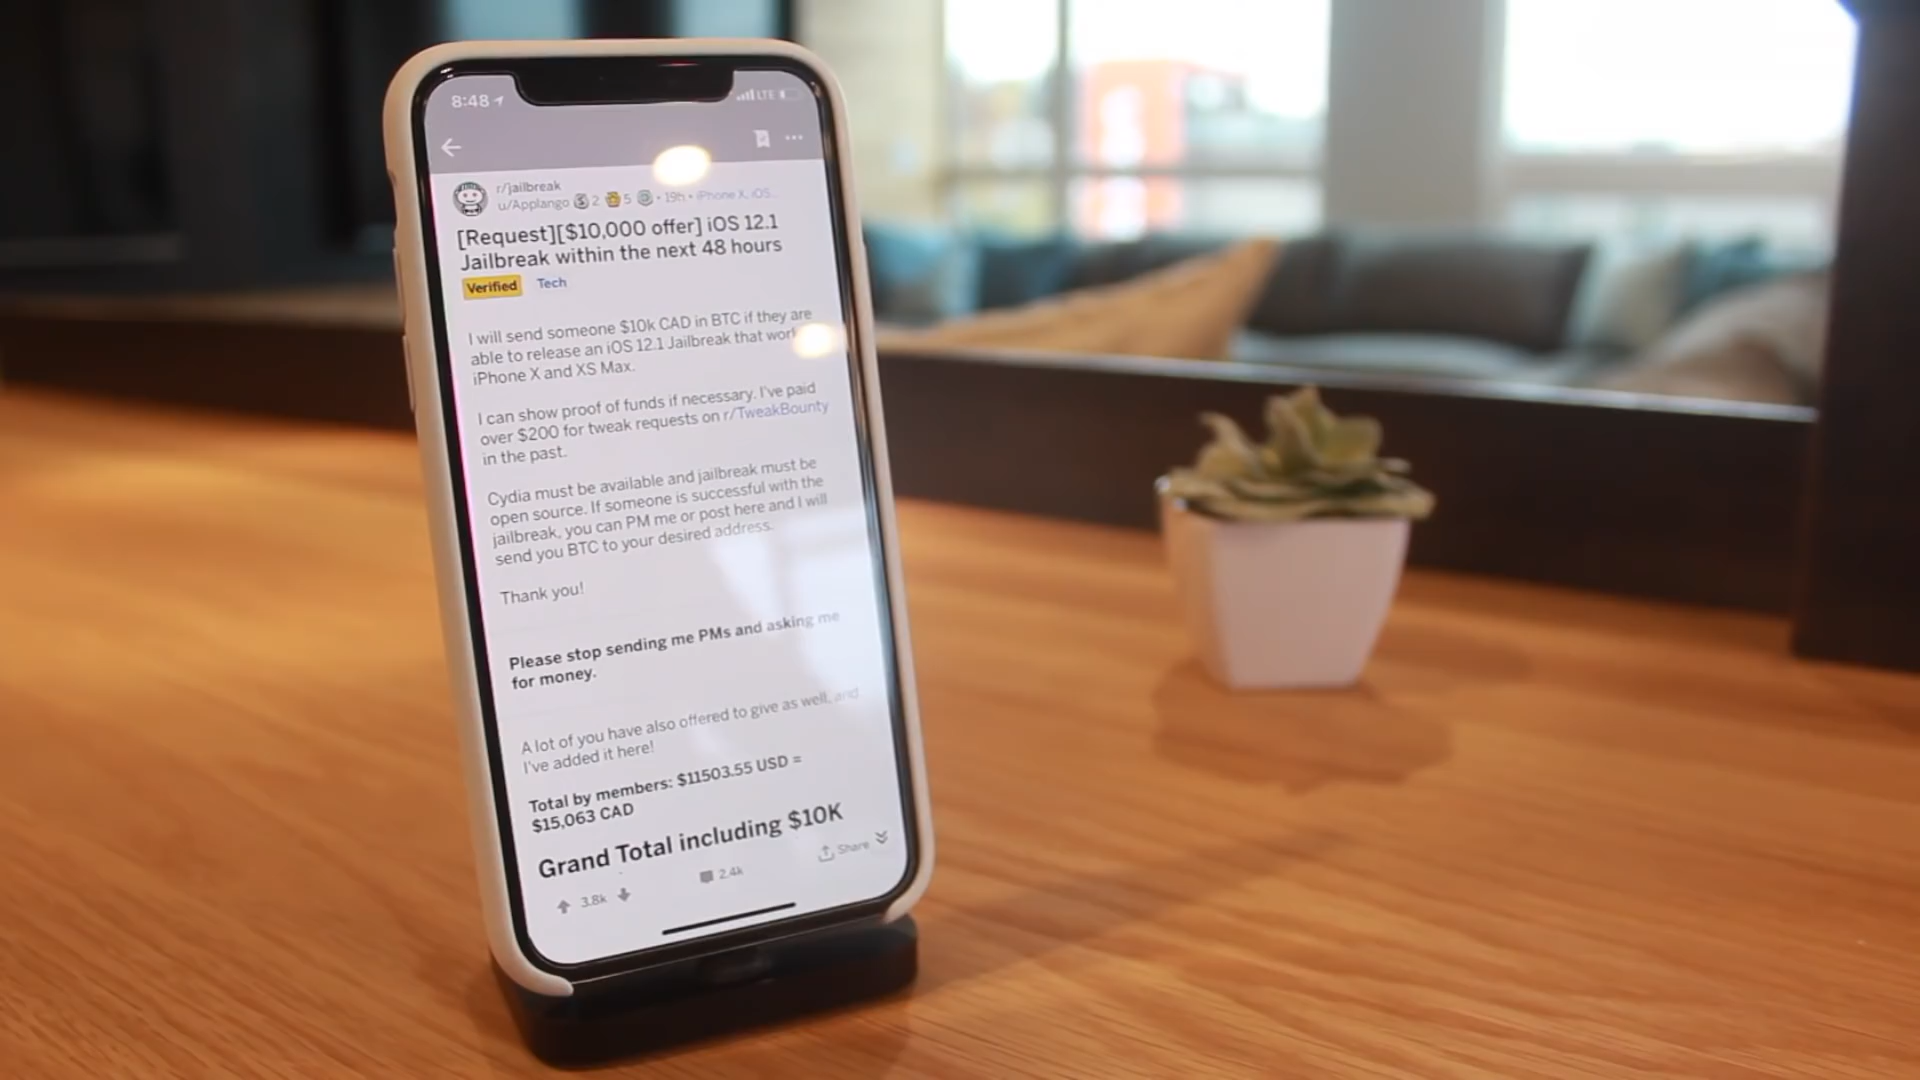 8:48
LTE
r/jailbreak
u/Applango 2 5 • 19h • iPhone X, iOS...
[Request][$10,000 offer] iOS 12.1
Jailbreak within the next 48 hours
Verified Tech
I will send someone $10k CAD in BTC if they are
able to release an iOS 12.1 Jailbreak that work
iPhone X and XS Max.
I can show proof of funds if necessary. I've paid
over $200 for tweak requests on r/TweakBounty
in the past.
Cydia must be available and jailbreak must be
open source. If someone is successful with the
jailbreak, you can PM me or post here and I will
send you BTC to your desired address.
Thank you!
Please stop sending me PMs and asking me
for money.
A lot of you have also offered to give as well, and
I've added it here!
Total by members: $11503.55 USD =
$15,063 CAD
Grand Total including $10K
3.8k 2.4k Share